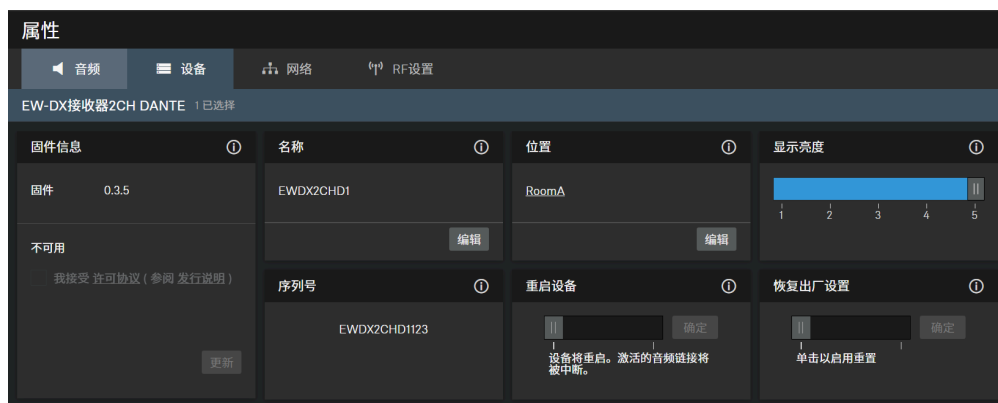 属性
音频 设备 网络 RF设置
EW-DX接收器2CH DANTE 1 已选择
固件信息
固件 0.3.5
不可用
我接受 许可协议 ( 参阅 发行说明 )
更新
名称
EWDX2CHD1
编辑
位置
RoomA
编辑
显示亮度
1 2 3 4 5
序列号
EWDX2CHD1123
重启设备
确定
设备将重启。激活的音频链接将
被中断。
恢复出厂设置
确定
单击以启用重置